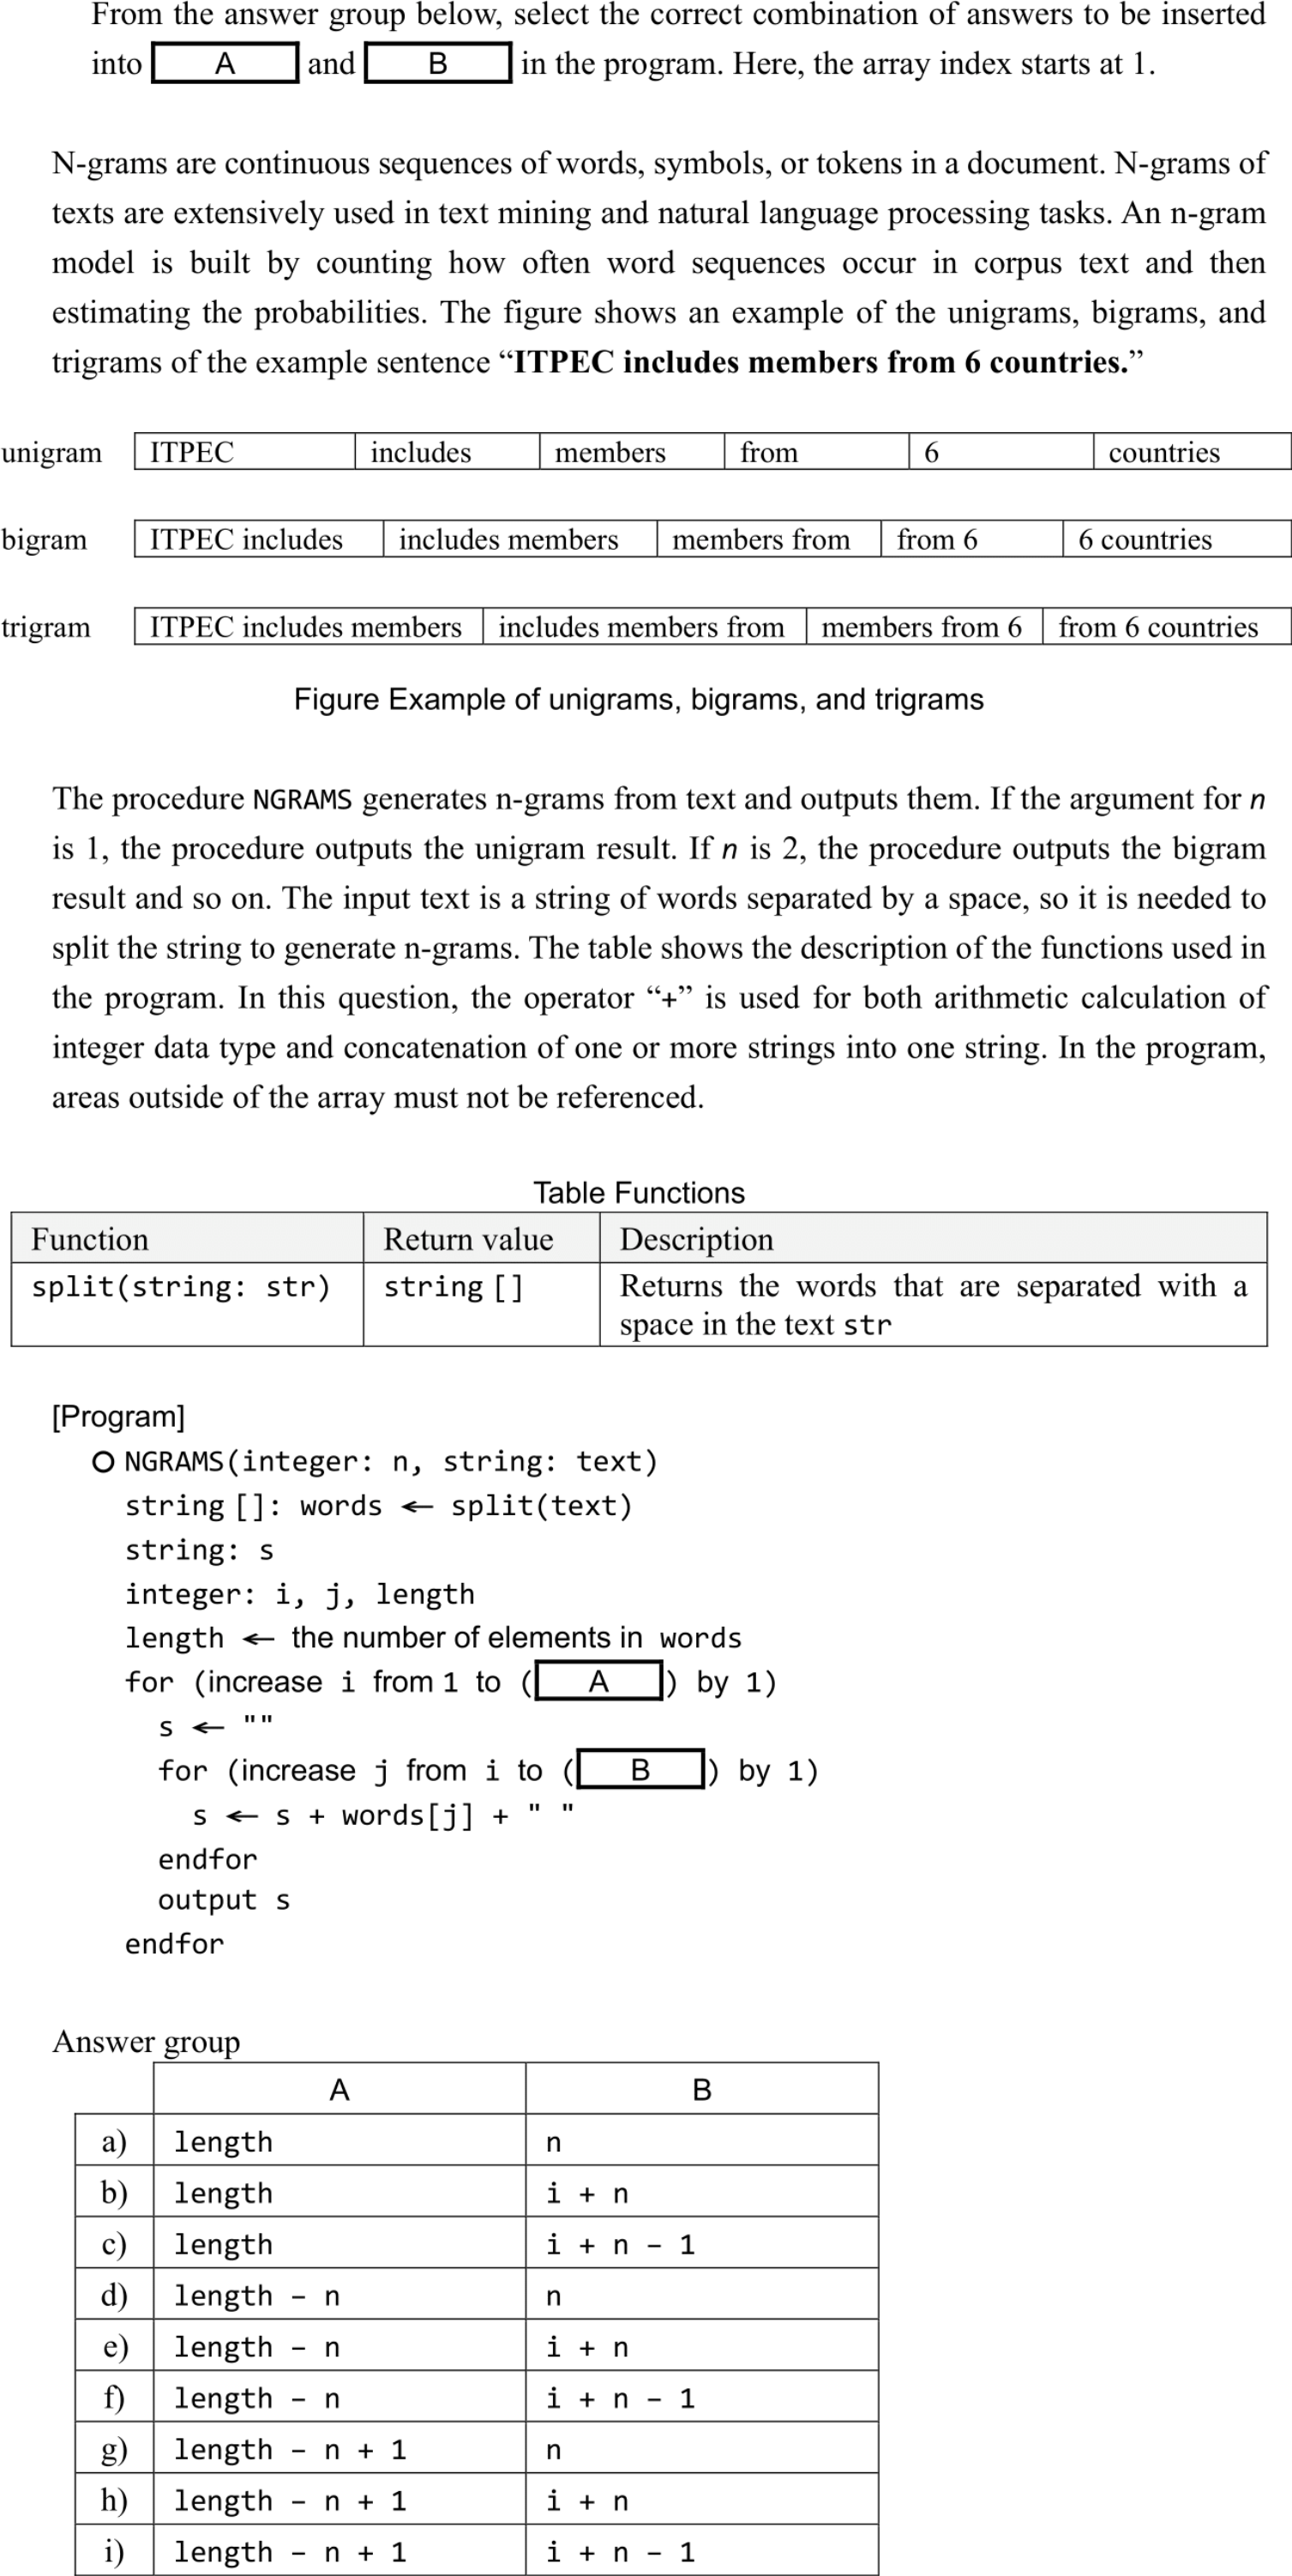 From the answer group below, select the correct combination of answers to be inserted
into A and B in the program. Here, the array index starts at 1.
N-grams are continuous sequences of words, symbols, or tokens in a document. N-grams of
texts are extensively used in text mining and natural language processing tasks. An n-gram
model is built by counting how often word sequences occur in corpus text and then
estimating the probabilities. The figure shows an example of the unigrams, bigrams, and
trigrams of the example sentence “ITPEC includes members from 6 countries.”
unigram ITPEC includes members from 6 countries
bigram ITPEC includes includes members members from from 6 6 countries
trigram ITPEC includes members includes members from members from 6 from 6 countries
Figure Example of unigrams, bigrams, and trigrams
The procedure NGRAMS generates n-grams from text and outputs them. If the argument for n
is 1, the procedure outputs the unigram result. If n is 2, the procedure outputs the bigram
result and so on. The input text is a string of words separated by a space, so it is needed to
split the string to generate n-grams. The table shows the description of the functions used in
the program. In this question, the operator “+” is used for both arithmetic calculation of
integer data type and concatenation of one or more strings into one string. In the program,
areas outside of the array must not be referenced.
Table Functions
Function Return value Description
split(string: str) string [] Returns the words that are separated with a
space in the text str
[Program]
○ NGRAMS(integer: n, string: text)
string []: words ← split(text)
string: s
integer: i, j, length
length ← the number of elements in words
for (increase i from 1 to ( A ) by 1)
s ← ""
for (increase j from i to ( B ) by 1)
s ← s + words[j] + " "
endfor
output s
endfor
Answer group
A B
a) length n
b) length i + n
c) length i + n – 1
d) length – n n
e) length – n i + n
f) length – n i + n – 1
g) length – n + 1 n
h) length – n + 1 i + n
i) length – n + 1 i + n – 1